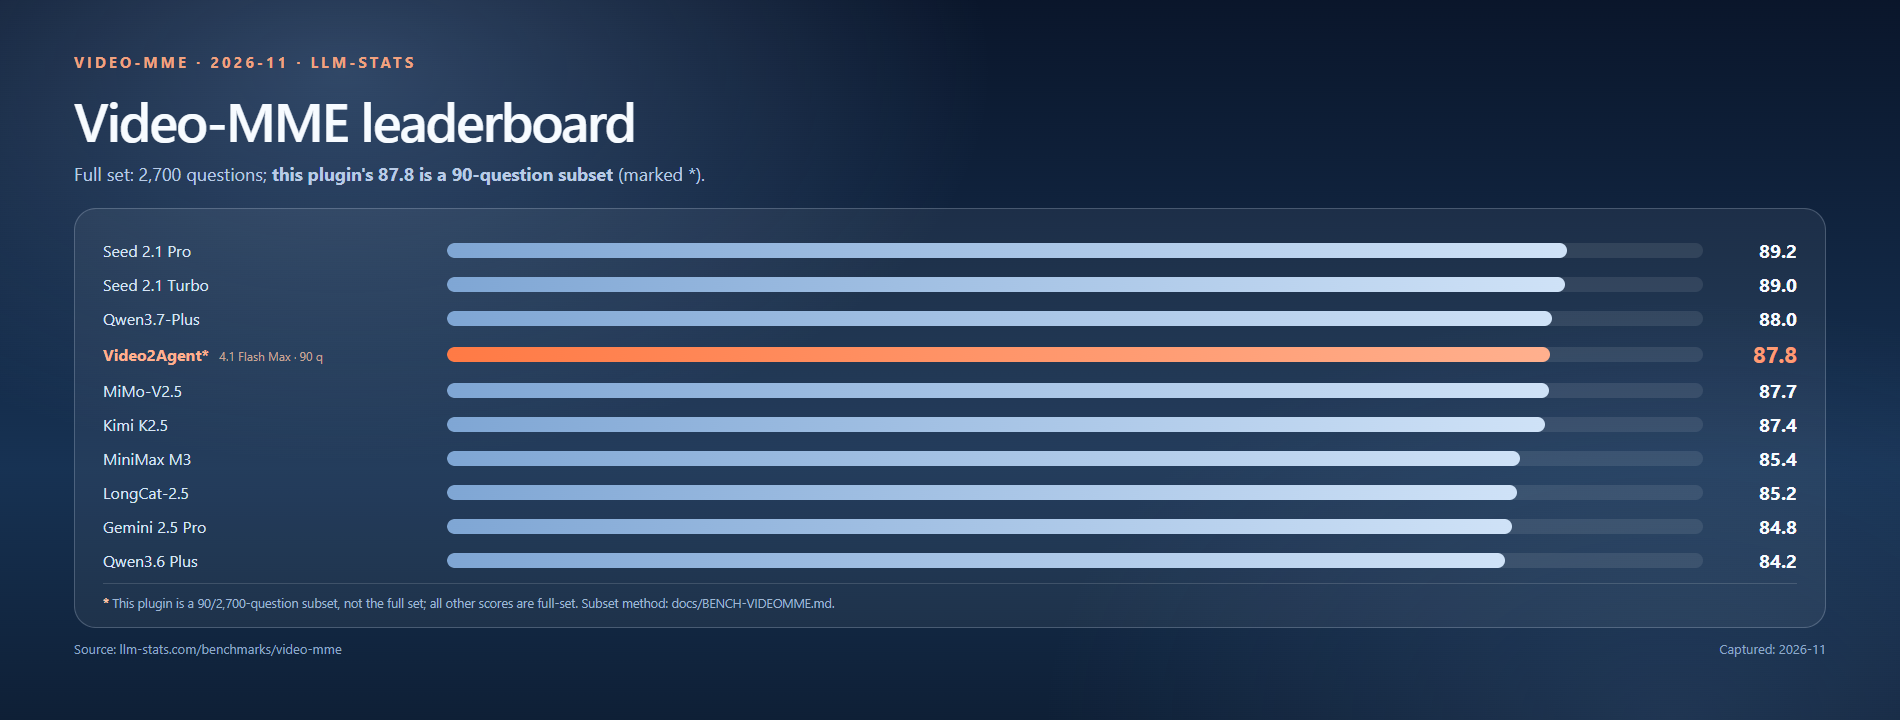 VIDEO-MME · 2026-11 · LLM-STATS
Video-MME leaderboard
Full set: 2,700 questions; this plugin's 87.8 is a 90-question subset (marked *).
Seed 2.1 Pro 89.2
Seed 2.1 Turbo 89.0
Qwen3.7-Plus 88.0
Video2Agent* 4.1 Flash Max · 90 q 87.8
MiMo-V2.5 87.7
Kimi K2.5 87.4
MiniMax M3 85.4
LongCat-2.5 85.2
Gemini 2.5 Pro 84.8
Qwen3.6 Plus 84.2
* This plugin is a 90/2,700-question subset, not the full set; all other scores are full-set. Subset method: docs/BENCH-VIDEOMME.md.
Source: llm-stats.com/benchmarks/video-mme Captured: 2026-11